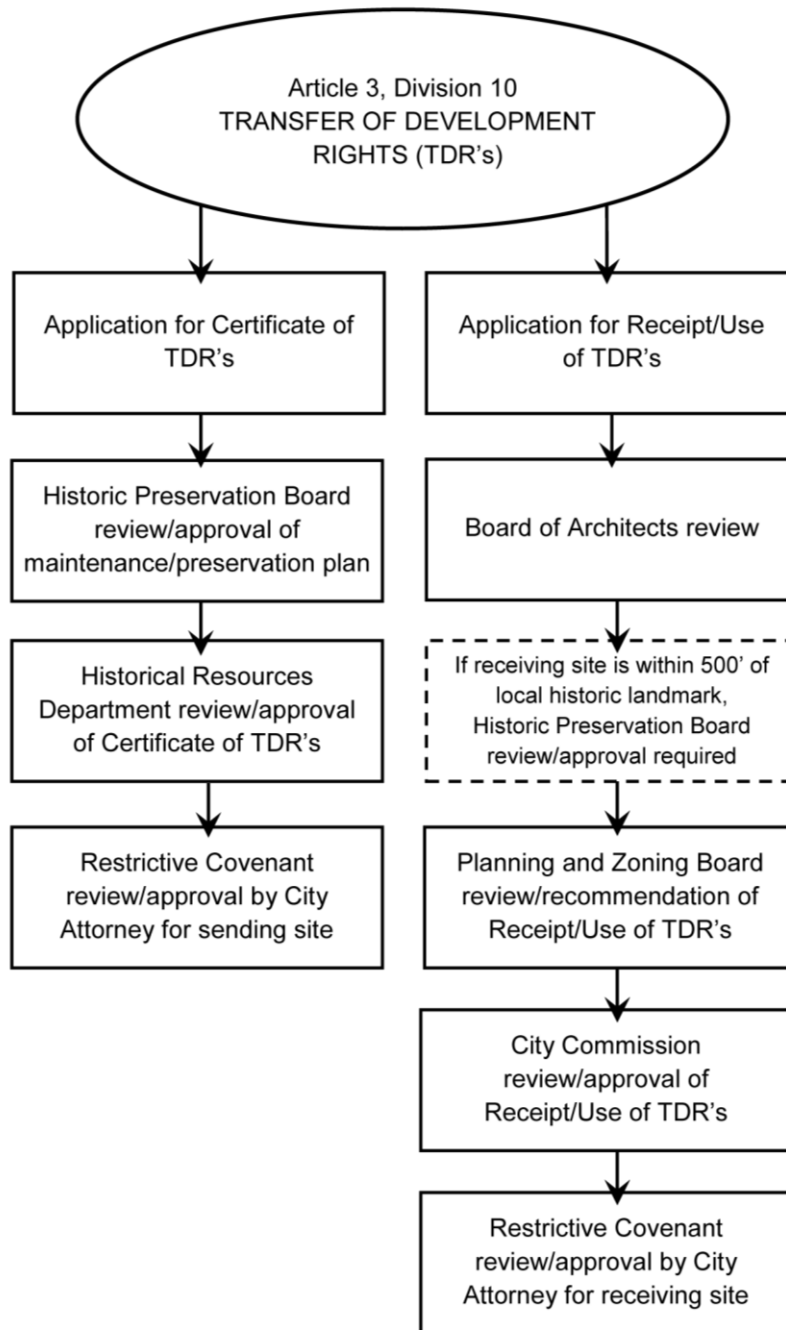 Article 3, Division 10
TRANSFER OF DEVELOPMENT
RIGHTS (TDR's)
Application for Certificate of
TDR's
Historic Preservation Board
review/approval of
maintenance/preservation plan
Historical Resources
Department review/approval
of Certificate of TDR's
Restrictive Covenant
review/approval by City
Attorney for sending site
Application for Receipt/Use
of TDR's
Board of Architects review
If receiving site is within 500' of
local historic landmark,
Historic Preservation Board
review/approval required
Planning and Zoning Board
review/recommendation of
Receipt/Use of TDR's
City Commission
review/approval of
Receipt/Use of TDR's
Restrictive Covenant
review/approval by City
Attorney for receiving site